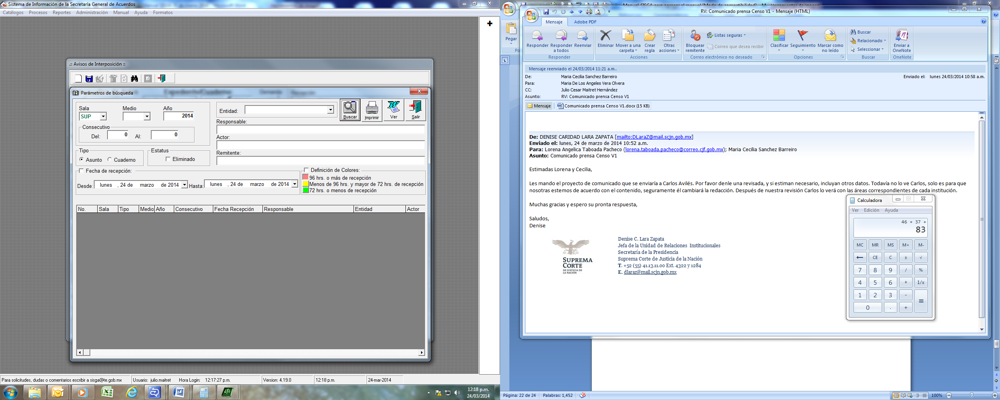 Sistema de Información de la Secretaría General de Acuerdos
Catálogos Procesos Reportes Administración Manual Ayuda Formatos
.:: Avisos de Interposición ::
Parámetros de búsqueda
Sala Medio Año
SUP 2014
Consecutivo
Del: 0 Al: 0
Tipo
Asunto Cuaderno
Estatus
Eliminado
Entidad:
Buscar Imprimir Ver Salir
Responsable:
Actor:
Remitente:
Fecha de recepción:
Desde: lunes , 24 de marzo de 2014 Hasta: lunes , 24 de marzo de 2014
Definición de Colores:
96 hrs. o más de recepción
Menos de 96 hrs. y mayor de 72 hrs. de recepción
72 hrs. o menos de recepción
No. Sala Tipo Medio Año Consecutivo Fecha Recepción Responsable Entidad Actor
Para solicitudes, dudas o comentarios escribir a sisga@te.gob.mx Usuario: julio.maitret Hora Login: 12:17:27 p.m. Version: 4.19.0 12:18 p.m. 24-mar-2014
12:18 p.m.
24/03/2014
RV: Comunicado prensa Censo V1 - Mensaje (HTML)
Mensaje Adobe PDF
Pegar
Responder Responder a todos Reenviar
Responder
Eliminar Mover a una carpeta Crear regla Otras acciones
Acciones
Bloquear remitente Listas seguras Correo que desea recibir
Correo electrónico no deseado
Clasificar Seguimiento Marcar como no leído
Opciones
Buscar Relacionado Seleccionar
Buscar
Enviar a OneNote
OneNote
Mensaje reenviado el 24/03/2014 11:21 a.m..
De: Maria Cecilia Sanchez Barreiro Enviado el: lunes 24/03/2014 10:58 a.m.
Para: Maria De Los Angeles Vera Olvera
CC: Julio Cesar Maitret Hernández
Asunto: RV: Comunicado prensa Censo V1
Mensaje Comunicado prensa Censo V1.docx (15 KB)
De: DENISE CARIDAD LARA ZAPATA [mailto:DLaraZ@mail.scjn.gob.mx]
Enviado el: lunes, 24 de marzo de 2014 10:52 a.m.
Para: Lorena Angelica Taboada Pacheco (lorena.taboada.pacheco@correo.cjf.gob.mx); Maria Cecilia Sanchez Barreiro
Asunto: Comunicado prensa Censo V1
Estimadas Lorena y Cecilia,
Les mando el proyecto de comunicado que se enviaría a Carlos Avilés. Por favor denle una revisada, y si estiman necesario, incluyan otros datos. Todavía no lo ve Carlos, solo es para que
nosotras estemos de acuerdo con el contenido, seguramente él cambiará la redacción. Después de nuestra revisión Carlos lo verá con las áreas correspondientes de cada institución.
Muchas gracias y espero su pronta respuesta,
Saludos,
Denise
SUPREMA
CORTE
DE JUSTICIA DE
LA NACIÓN
Denise C. Lara Zapata
Jefa de la Unidad de Relaciones Institucionales
Secretaría de la Presidencia
Suprema Corte de Justicia de la Nación
T. +52 (55) 41.13.11.00 Ext. 4322 y 1284
E. dlaraz@mail.scjn.gob.mx
Calculadora
Ver Edición Ayuda
46 + 37 +
83
MC MR MS M+ M-
← CE C ± √
7 8 9 / %
4 5 6 * 1/x
1 2 3 - =
0 . +
Página: 22 de 24 Palabras: 1,452 100%